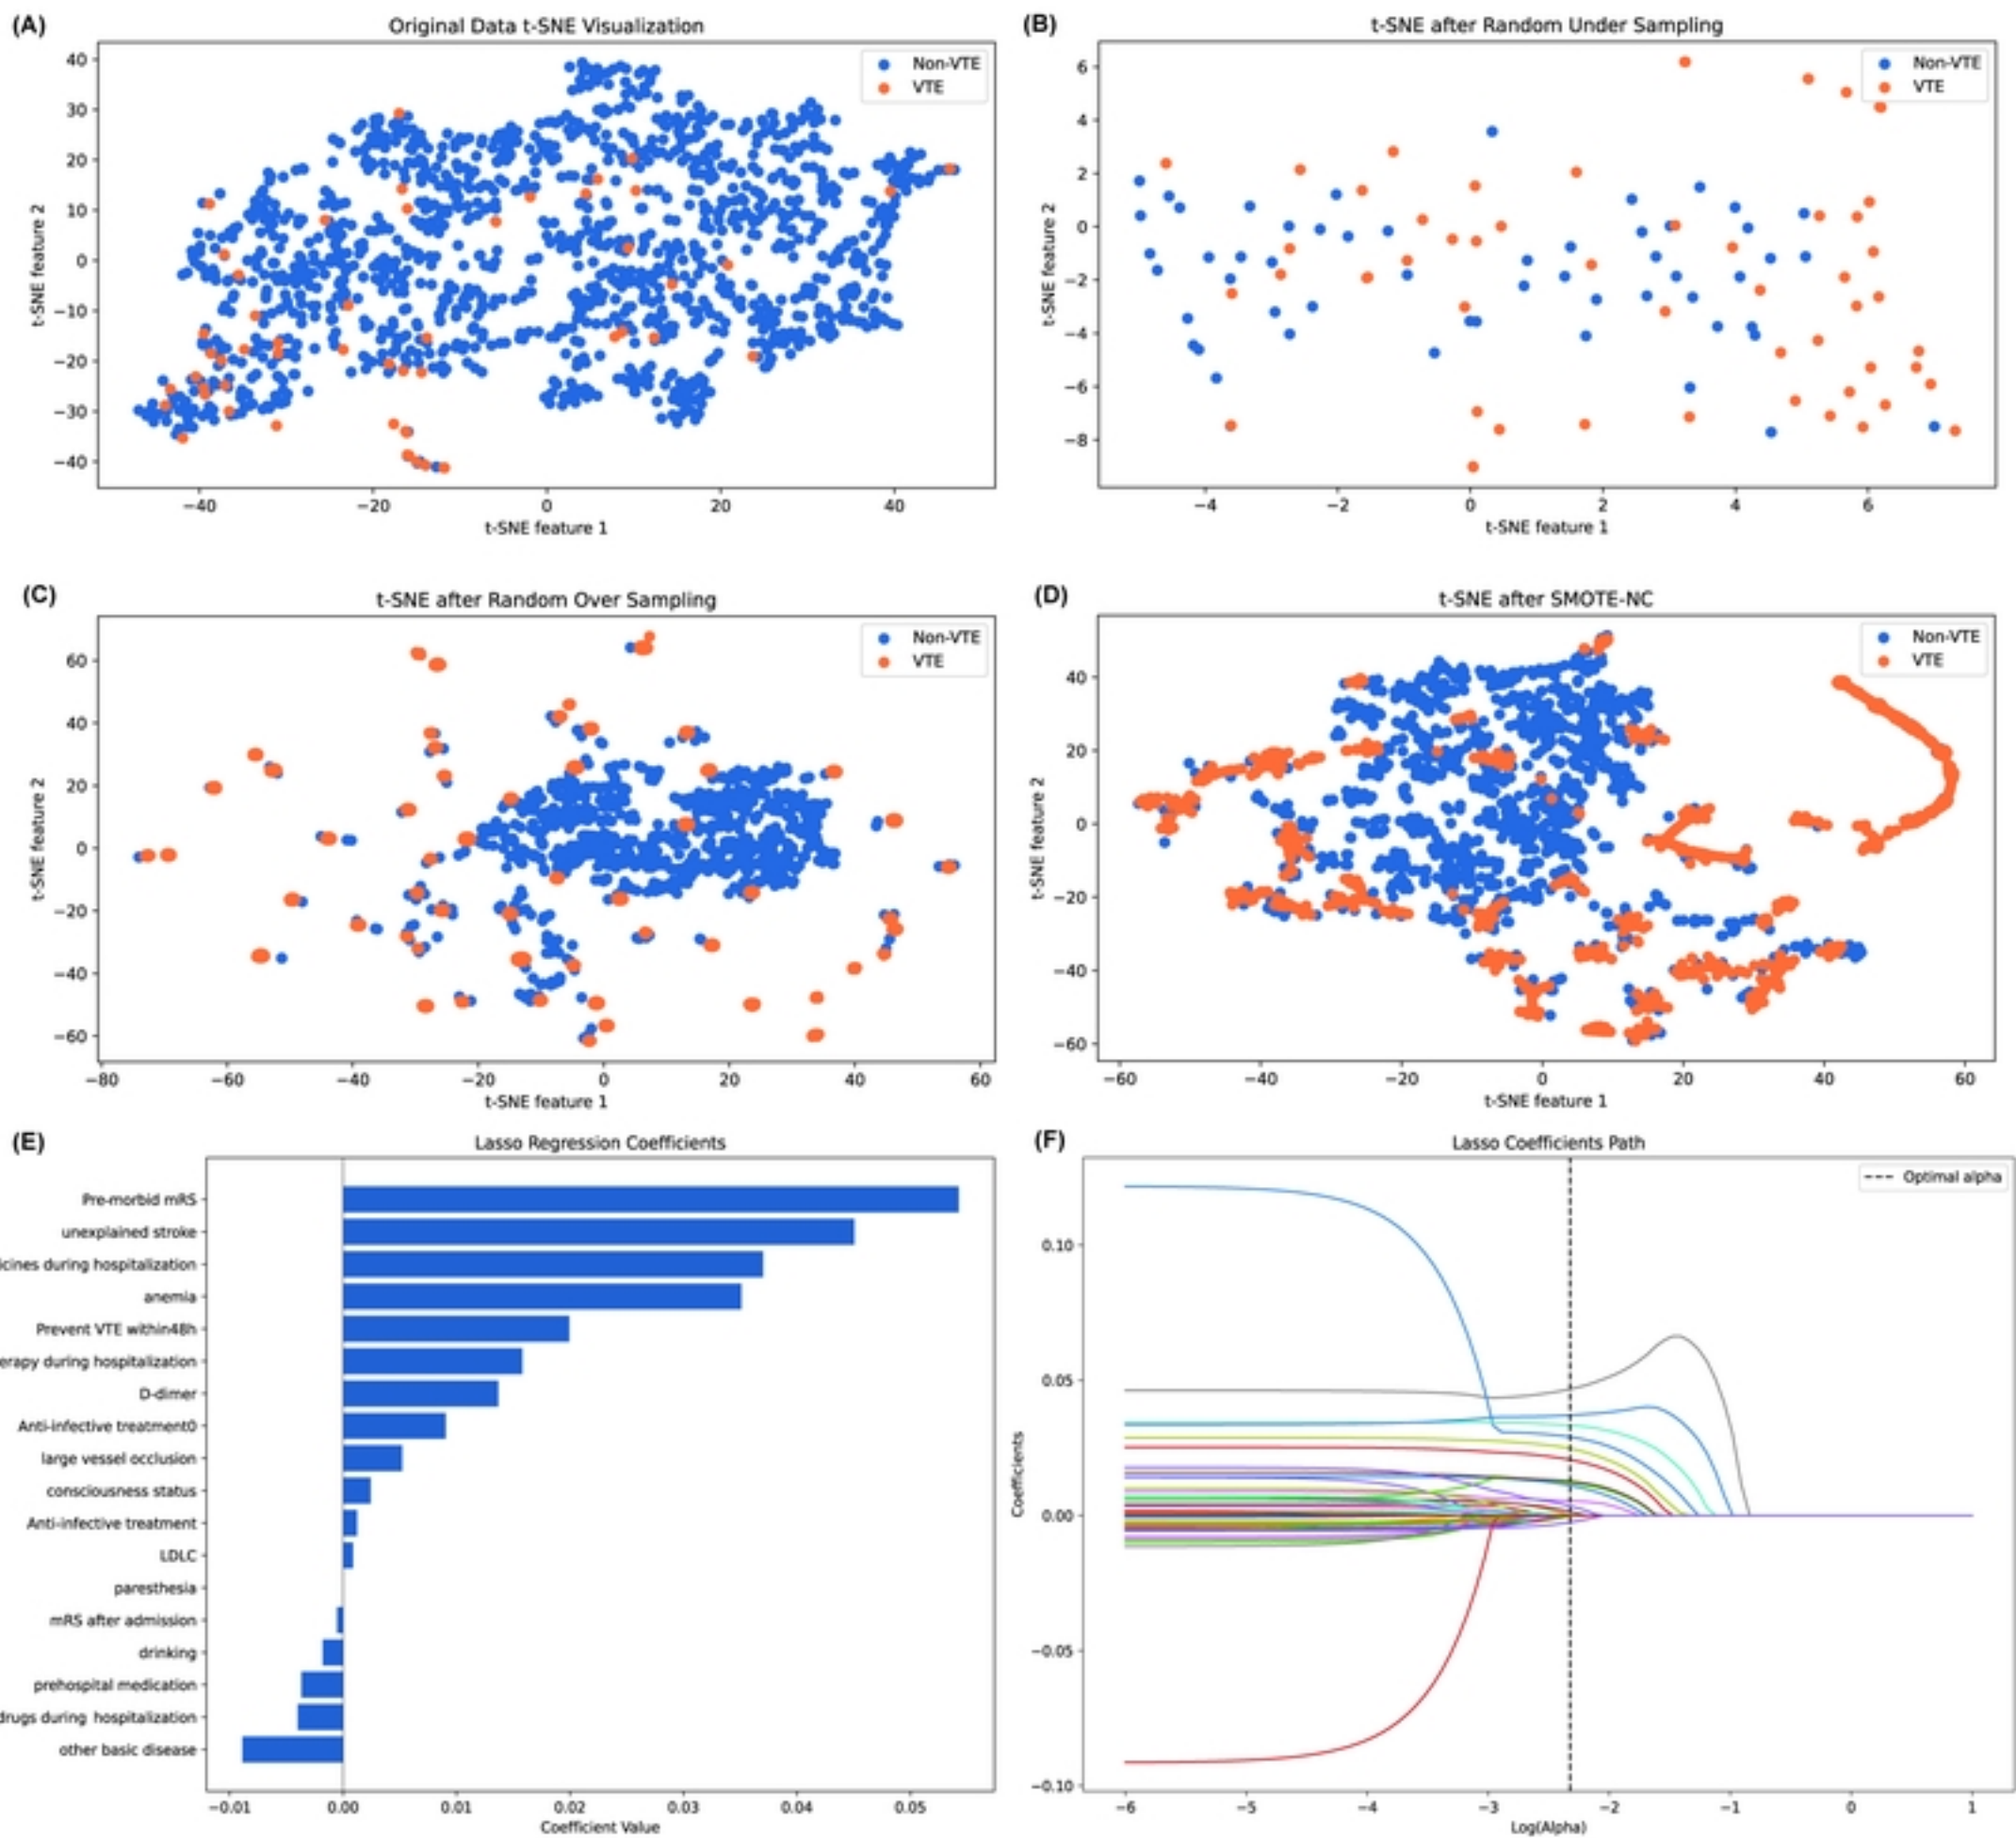 (A)
Original Data t-SNE Visualization
Non-VTE
VTE
40
30
20
10
0
−10
−20
−30
−40
t-SNE feature 2
−40 −20 0 20 40
t-SNE feature 1
(B)
t-SNE after Random Under Sampling
Non-VTE
VTE
6
4
2
0
−2
−4
−6
−8
t-SNE feature 2
−4 −2 0 2 4 6
t-SNE feature 1
(C)
t-SNE after Random Over Sampling
Non-VTE
VTE
60
40
20
0
−20
−40
−60
t-SNE feature 2
−80 −60 −40 −20 0 20 40 60
t-SNE feature 1
(D)
t-SNE after SMOTE-NC
Non-VTE
VTE
40
20
0
−20
−40
−60
t-SNE feature 2
−60 −40 −20 0 20 40 60
t-SNE feature 1
(E)
Lasso Regression Coefficients
Pre-morbid mRS
unexplained stroke
cines during hospitalization
anemia
Prevent VTE within48h
erapy during hospitalization
D-dimer
Anti-infective treatment0
large vessel occlusion
consciousness status
Anti-infective treatment
LDLC
paresthesia
mRS after admission
drinking
prehospital medication
drugs during hospitalization
other basic disease
−0.01 0.00 0.01 0.02 0.03 0.04 0.05
Coefficient Value
(F)
Lasso Coefficients Path
Optimal alpha
0.10
0.05
0.00
−0.05
−0.10
Coefficients
−6 −5 −4 −3 −2 −1 0 1
Log(Alpha)